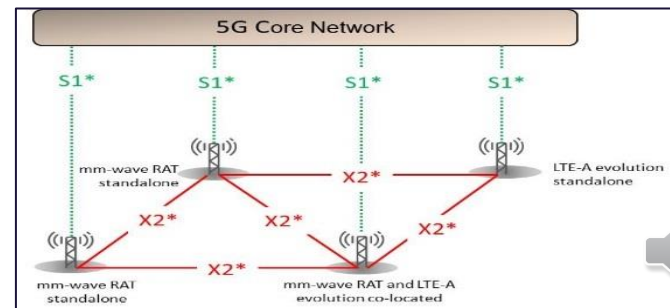 5G Core Network
S1* S1* S1* S1*
mm-wave RAT
standalone
LTE-A evolution
standalone
X2*
X2* X2* X2*
X2*
mm-wave RAT
standalone
mm-wave RAT and LTE-A
evolution co-located